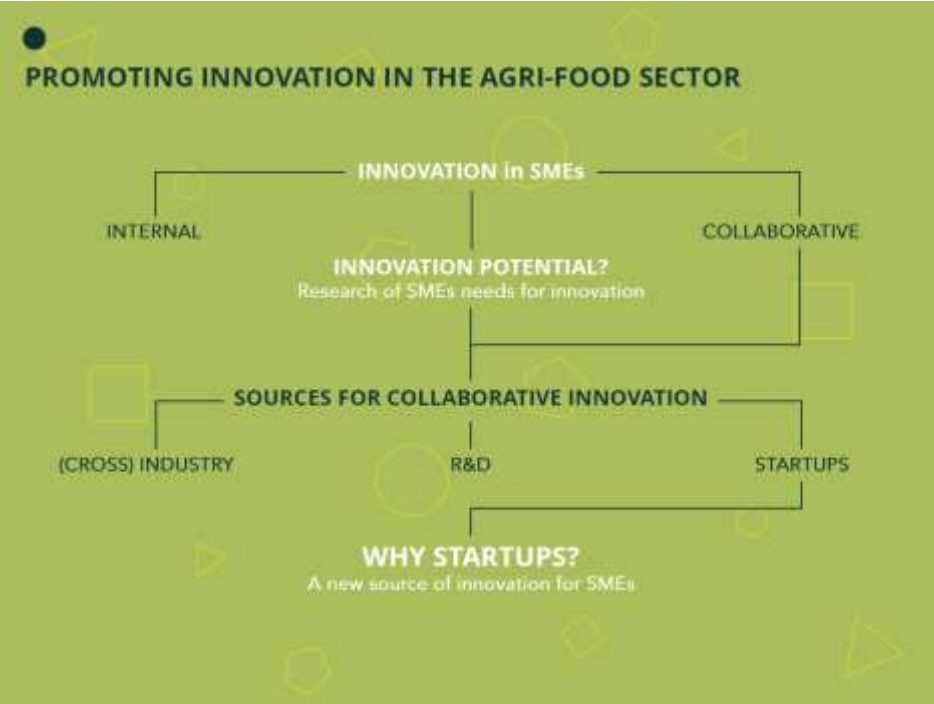 PROMOTING INNOVATION IN THE AGRI-FOOD SECTOR
INNOVATION in SMEs
INTERNAL
COLLABORATIVE
INNOVATION POTENTIAL?
Research of SMEs needs for innovation
SOURCES FOR COLLABORATIVE INNOVATION
(CROSS) INDUSTRY
R&D
STARTUPS
WHY STARTUPS?
A new source of innovation for SMEs